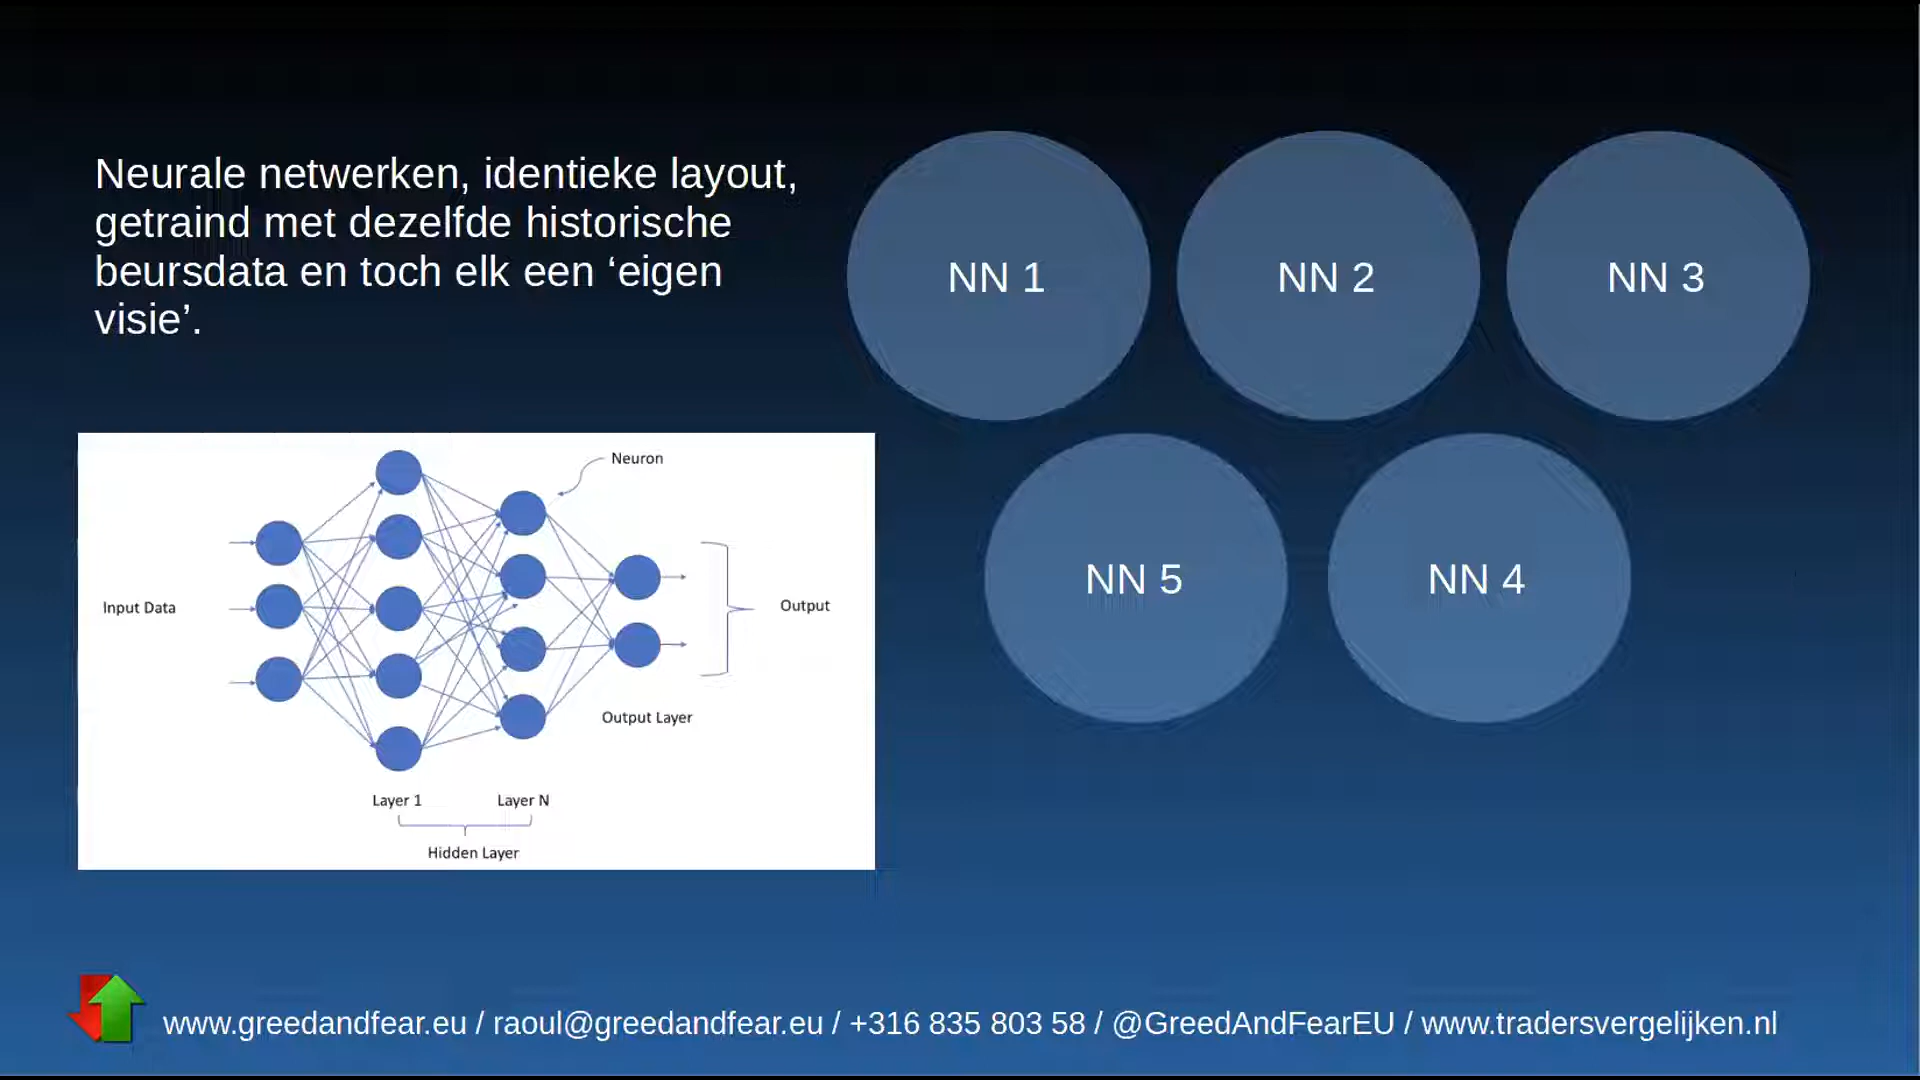 Neurale netwerken, identieke layout,
getraind met dezelfde historische
beursdata en toch elk een ‘eigen
visie’.
NN 1
NN 2
NN 3
NN 5
NN 4
Neuron
Input Data
Output
Output Layer
Layer 1
Layer N
Hidden Layer
www.greedandfear.eu / raoul@greedandfear.eu / +316 835 803 58 / @GreedAndFearEU / www.tradersvergelijken.nl